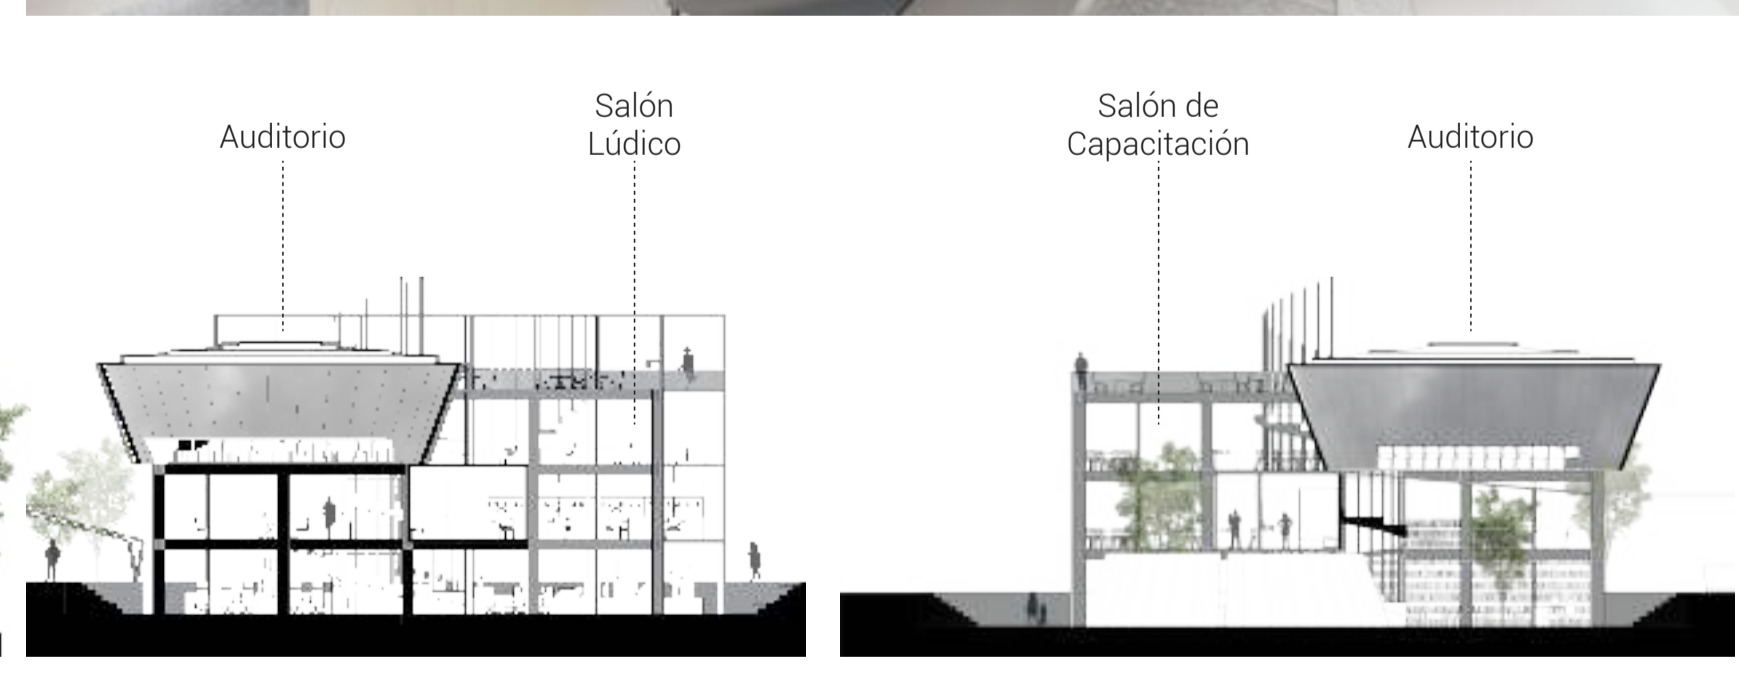 Auditorio
Salón
Lúdico
Salón de
Capacitación
Auditorio